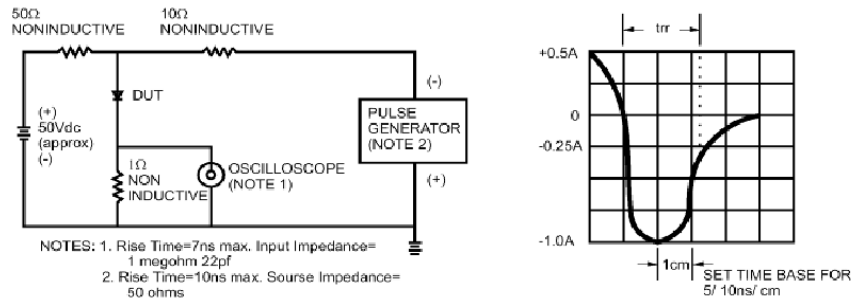 50Ω
NONINDUCTIVE
10Ω
NONINDUCTIVE
DUT
(+)
50Vdc
(approx)
(-)
1Ω
NON
INDUCTIVE
OSCILLOSCOPE
(NOTE 1)
(-)
PULSE
GENERATOR
(NOTE 2)
(+)
NOTES: 1. Rise Time=7ns max. Input Impedance=
1 megohm 22pf
2. Rise Time=10ns max. Sourse Impedance=
50 ohms
trr
+0.5A
0
-0.25A
-1.0A
1cm
SET TIME BASE FOR
5/ 10ns/ cm